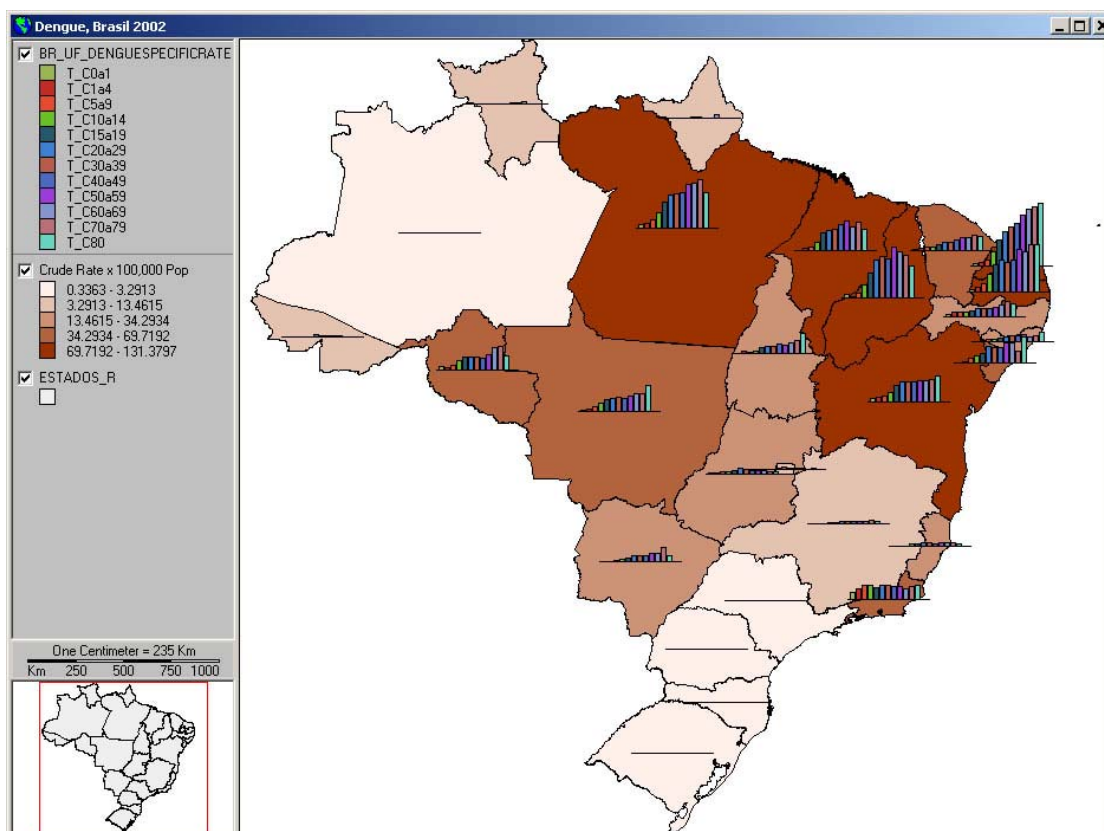 Dengue, Brasil 2002
BR_UF_DENGUESPECIFICRATE
T_C0a1
T_C1a4
T_C5a9
T_C10a14
T_C15a19
T_C20a29
T_C30a39
T_C40a49
T_C50a59
T_C60a69
T_C70a79
T_C80
Crude Rate x 100,000 Pop
0.3363 - 3.2913
3.2913 - 13.4615
13.4615 - 34.2934
34.2934 - 69.7192
69.7192 - 131.3797
ESTADOS_R
One Centimeter = 235 Km
Km 250 500 750 1000